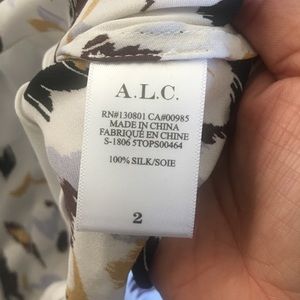 A.L.C.
RN#130801 CA#00985
MADE IN CHINA
FABRIQUÉ EN CHINE
S-1806 5TOPS00464
100% SILK/SOIE
2